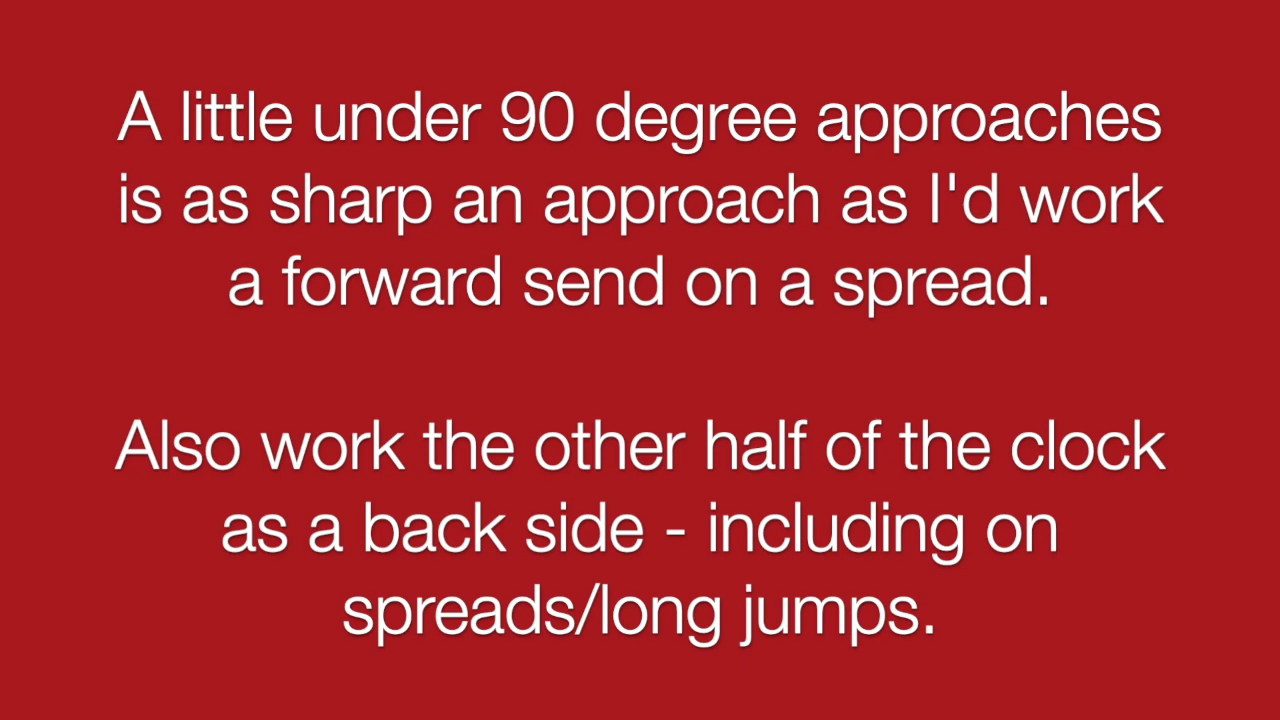 A little under 90 degree approaches
is as sharp an approach as I'd work
a forward send on a spread.
Also work the other half of the clock
as a back side - including on
spreads/long jumps.